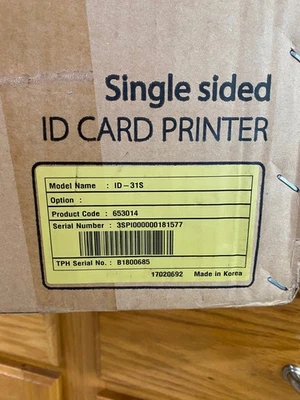 Single sided
ID CARD PRINTER
Model Name : ID-31S
Option :
Product Code : 653014
Serial Number : 3SPI000000181577
TPH Serial No. : B1800685
17020692 Made in Korea